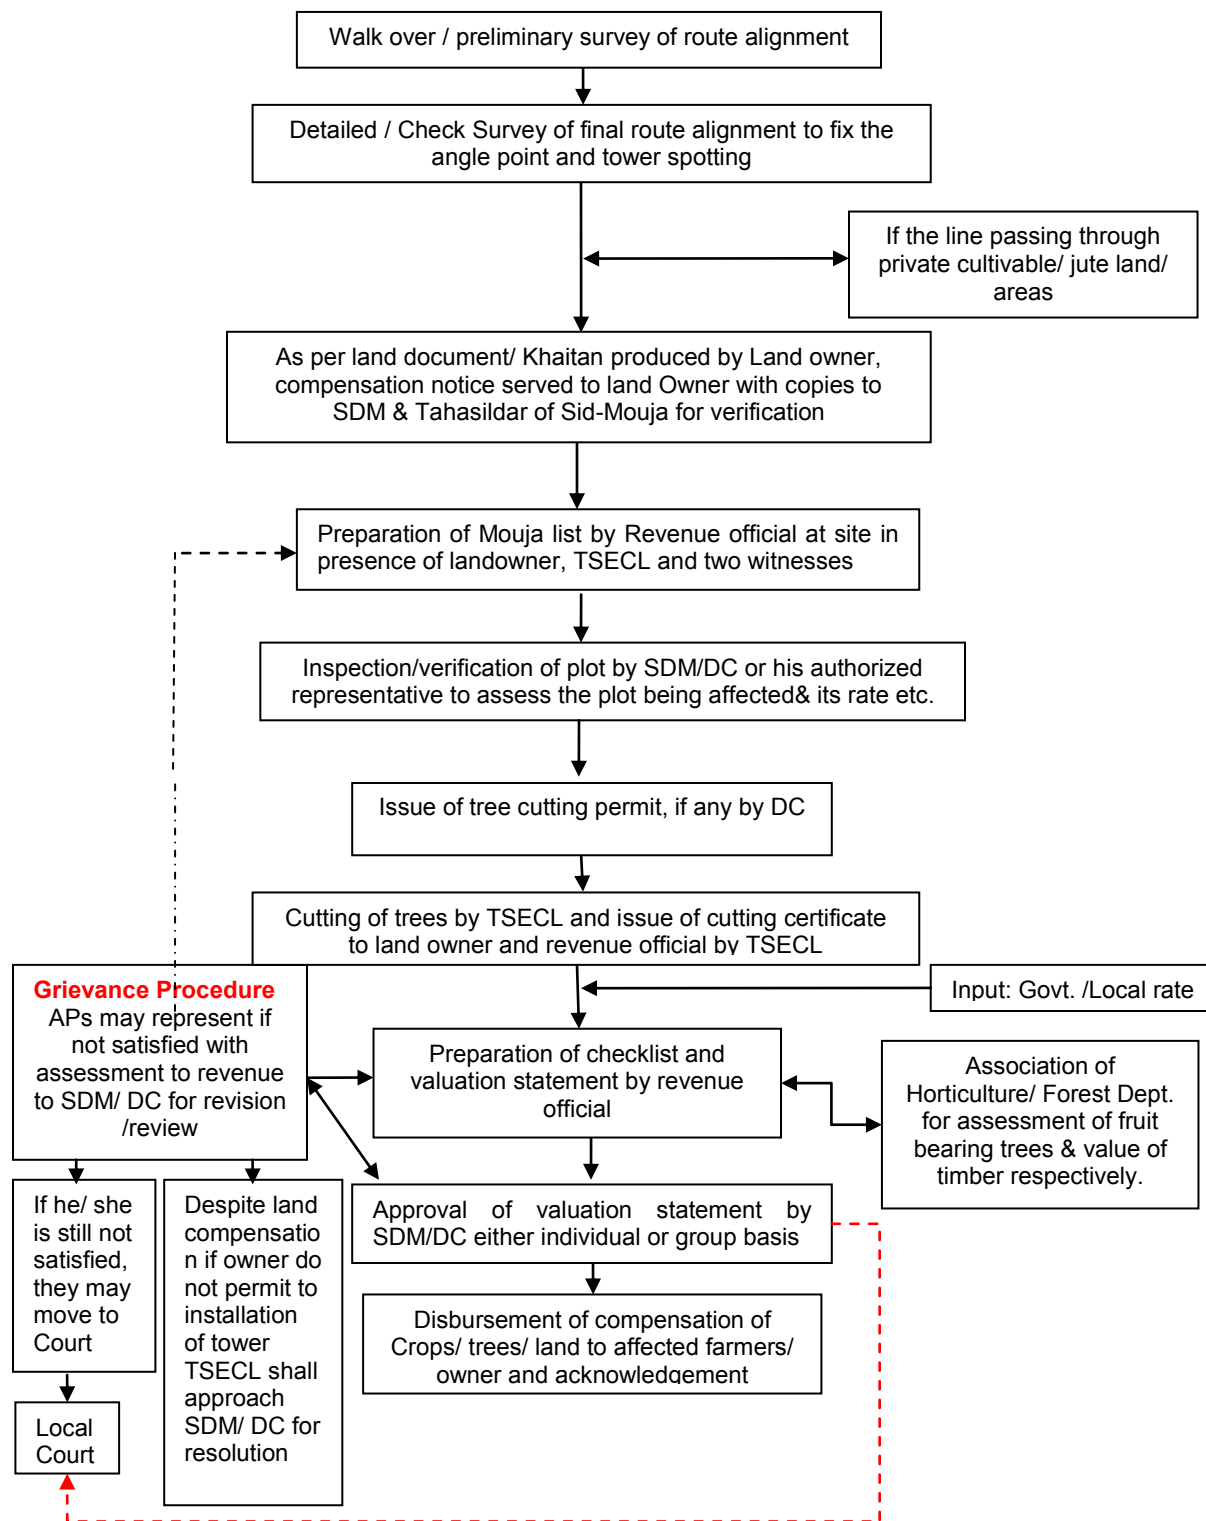 Walk over / preliminary survey of route alignment
Detailed / Check Survey of final route alignment to fix the
angle point and tower spotting
If the line passing through
private cultivable/ jute land/
areas
As per land document/ Khaitan produced by Land owner,
compensation notice served to land Owner with copies to
SDM & Tahasildar of Sid-Mouja for verification
Preparation of Mouja list by Revenue official at site in
presence of landowner, TSECL and two witnesses
Inspection/verification of plot by SDM/DC or his authorized
representative to assess the plot being affected& its rate etc.
Issue of tree cutting permit, if any by DC
Cutting of trees by TSECL and issue of cutting certificate
to land owner and revenue official by TSECL
Grievance Procedure
APs may represent if
not satisfied with
assessment to revenue
to SDM/ DC for revision
/review
Input: Govt. /Local rate
Preparation of checklist and
valuation statement by revenue
official
Association of
Horticulture/ Forest Dept.
for assessment of fruit
bearing trees & value of
timber respectively.
If he/ she
is still not
satisfied,
they may
move to
Court
Despite land
compensatio
n if owner do
not permit to
installation
of tower
TSECL shall
approach
SDM/ DC for
resolution
Approval of valuation statement by
SDM/DC either individual or group basis
Disbursement of compensation of
Crops/ trees/ land to affected farmers/
owner and acknowledgement
Local
Court